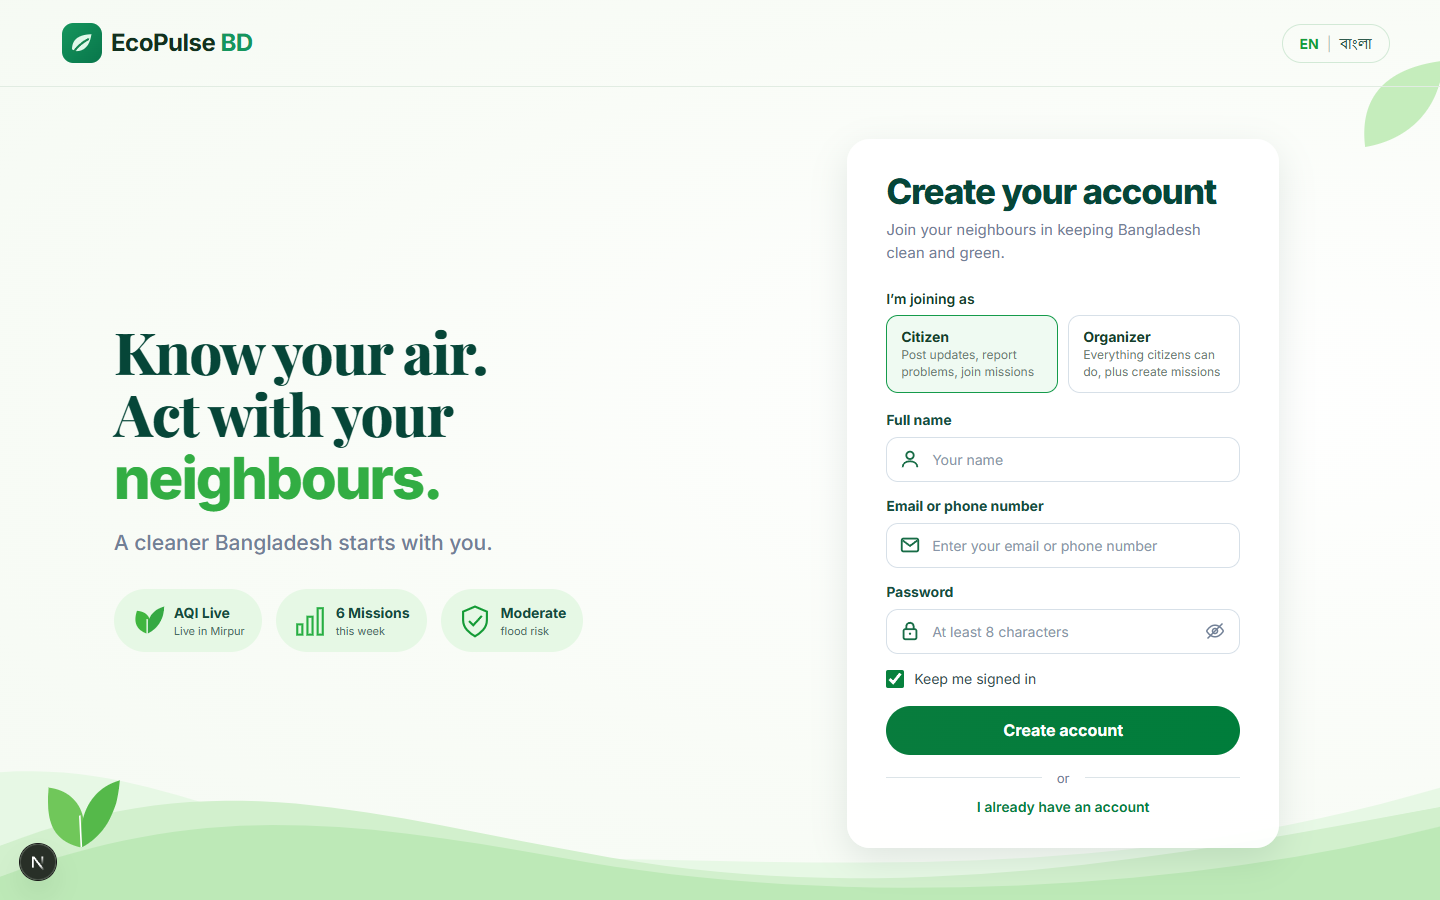 EcoPulse BD
EN | বাংলা
Know your air.
Act with your
neighbours.
A cleaner Bangladesh starts with you.
AQI Live
Live in Mirpur
6 Missions
this week
Moderate
flood risk
Create your account
Join your neighbours in keeping Bangladesh
clean and green.
I’m joining as
Citizen
Post updates, report
problems, join missions
Organizer
Everything citizens can
do, plus create missions
Full name
Your name
Email or phone number
Enter your email or phone number
Password
At least 8 characters
Keep me signed in
Create account
or
I already have an account
N